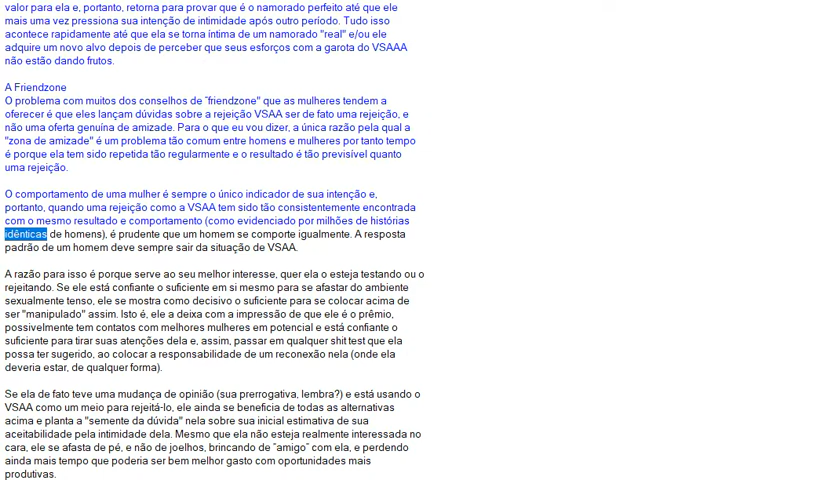 valor para ela e, portanto, retorna para provar que é o namorado perfeito até que ele
mais uma vez pressiona sua intenção de intimidade após outro período. Tudo isso
acontece rapidamente até que ela se torna íntima de um namorado "real" e/ou ele
adquire um novo alvo depois de perceber que seus esforços com a garota do VSAAA
não estão dando frutos.
A Friendzone
O problema com muitos dos conselhos de "friendzone" que as mulheres tendem a
oferecer é que eles lançam dúvidas sobre a rejeição VSAA ser de fato uma rejeição, e
não uma oferta genuína de amizade. Para o que eu vou dizer, a única razão pela qual a
"zona de amizade" é um problema tão comum entre homens e mulheres por tanto tempo
é porque ela tem sido repetida tão regularmente e o resultado é tão previsível quanto
uma rejeição.
O comportamento de uma mulher é sempre o único indicador de sua intenção e,
portanto, quando uma rejeição como a VSAA tem sido tão consistentemente encontrada
com o mesmo resultado e comportamento (como evidenciado por milhões de histórias
idênticas de homens), é prudente que um homem se comporte igualmente. A resposta
padrão de um homem deve sempre sair da situação de VSAA.
A razão para isso é porque serve ao seu melhor interesse, quer ela o esteja testando ou o
rejeitando. Se ele está confiante o suficiente em si mesmo para se afastar do ambiente
sexualmente tenso, ele se mostra como decisivo o suficiente para se colocar acima de
ser "manipulado" assim. Isto é, ele a deixa com a impressão de que ele é o prêmio,
possivelmente tem contatos com melhores mulheres em potencial e está confiante o
suficiente para tirar suas atenções dela e, assim, passar em qualquer shit test que ela
possa ter sugerido, ao colocar a responsabilidade de um reconexão nela (onde ela
deveria estar, de qualquer forma).
Se ela de fato teve uma mudança de opinião (sua prerrogativa, lembra?) e está usando o
VSAA como um meio para rejeitá-lo, ele ainda se beneficia de todas as alternativas
acima e planta a "semente da dúvida" nela sobre sua inicial estimativa de sua
aceitabilidade pela intimidade dela. Mesmo que ela não esteja realmente interessada no
cara, ele se afasta de pé, e não de joelhos, brincando de "amigo" com ela, e perdendo
ainda mais tempo que poderia ser bem melhor gasto com oportunidades mais
produtivas.